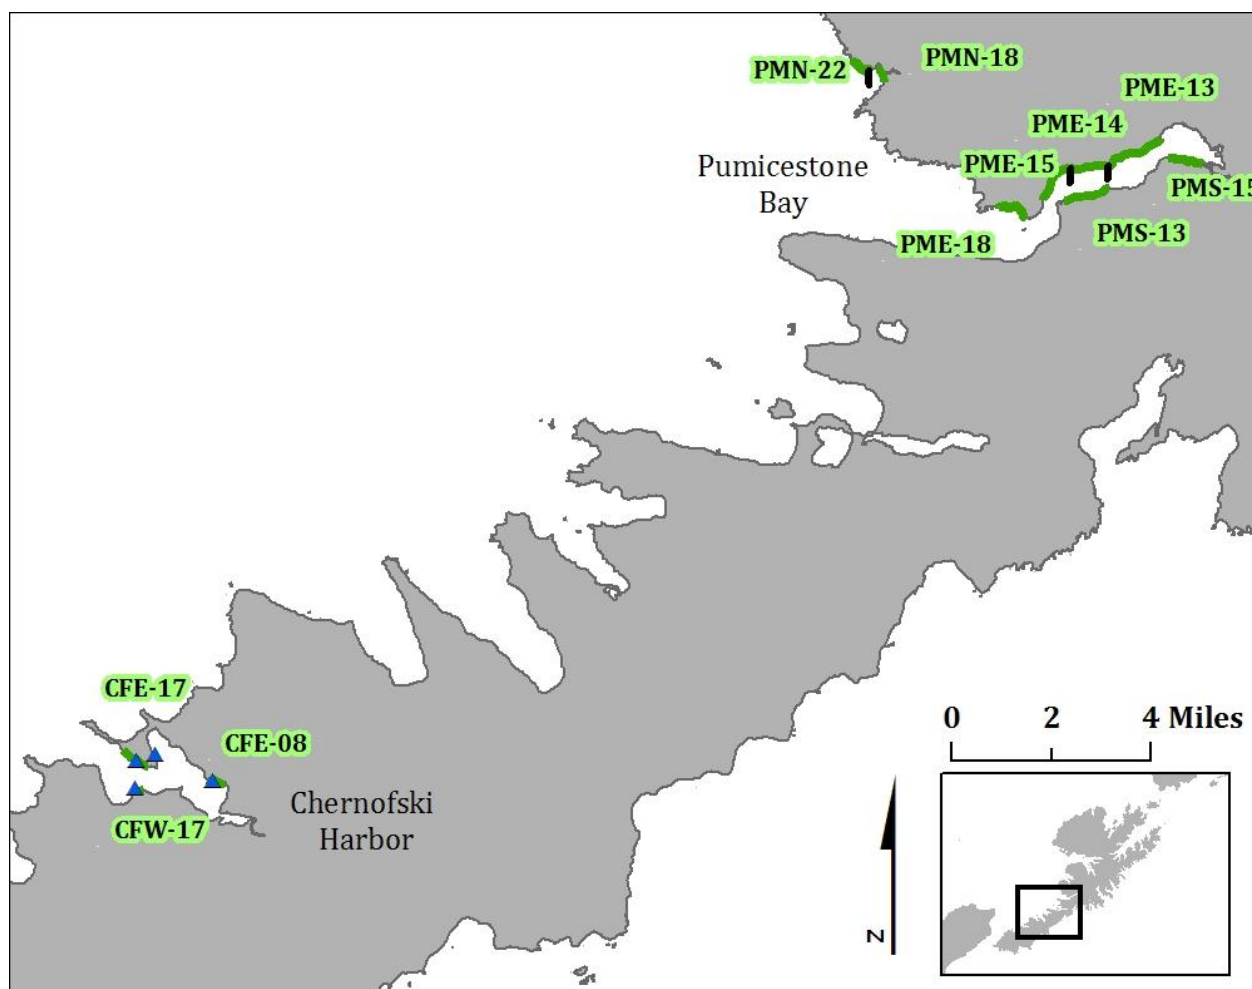 PMN-22
PMN-18
PME-13
PME-14
PME-15
PMS-15
Pumicestone
Bay
PME-18
PMS-13
CFE-17
CFE-08
CFW-17
Chernofski
Harbor
0 2 4 Miles
N